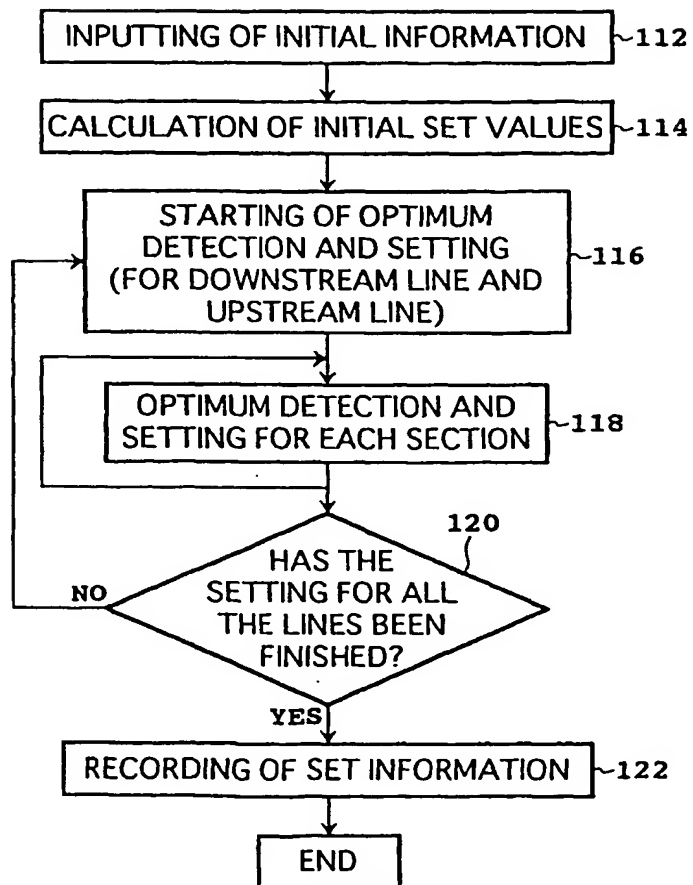 INPUTTING OF INITIAL INFORMATION
112
CALCULATION OF INITIAL SET VALUES
114
STARTING OF OPTIMUM
DETECTION AND SETTING
(FOR DOWNSTREAM LINE AND
UPSTREAM LINE)
116
OPTIMUM DETECTION AND
SETTING FOR EACH SECTION
118
120
HAS THE
SETTING FOR ALL
THE LINES BEEN
FINISHED?
NO
YES
RECORDING OF SET INFORMATION
122
END